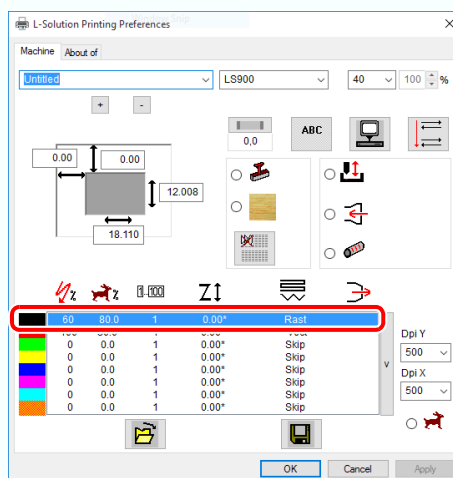 L-Solution Printing Preferences
Machine About of
Untitled LS900 40 100 %
+ -
0,0 ABC
0.00 0.00
12.008
18.110
% % 1-100 Z
60 80.0 1 0.00* Rast
0 0.0 1 0.00* Skip
0 0.0 1 0.00* Skip
0 0.0 1 0.00* Skip
0 0.0 1 0.00* Skip
0 0.0 1 0.00* Skip
0 0.0 1 0.00* Skip
Dpi Y
500
Dpi X
500
OK Cancel Apply